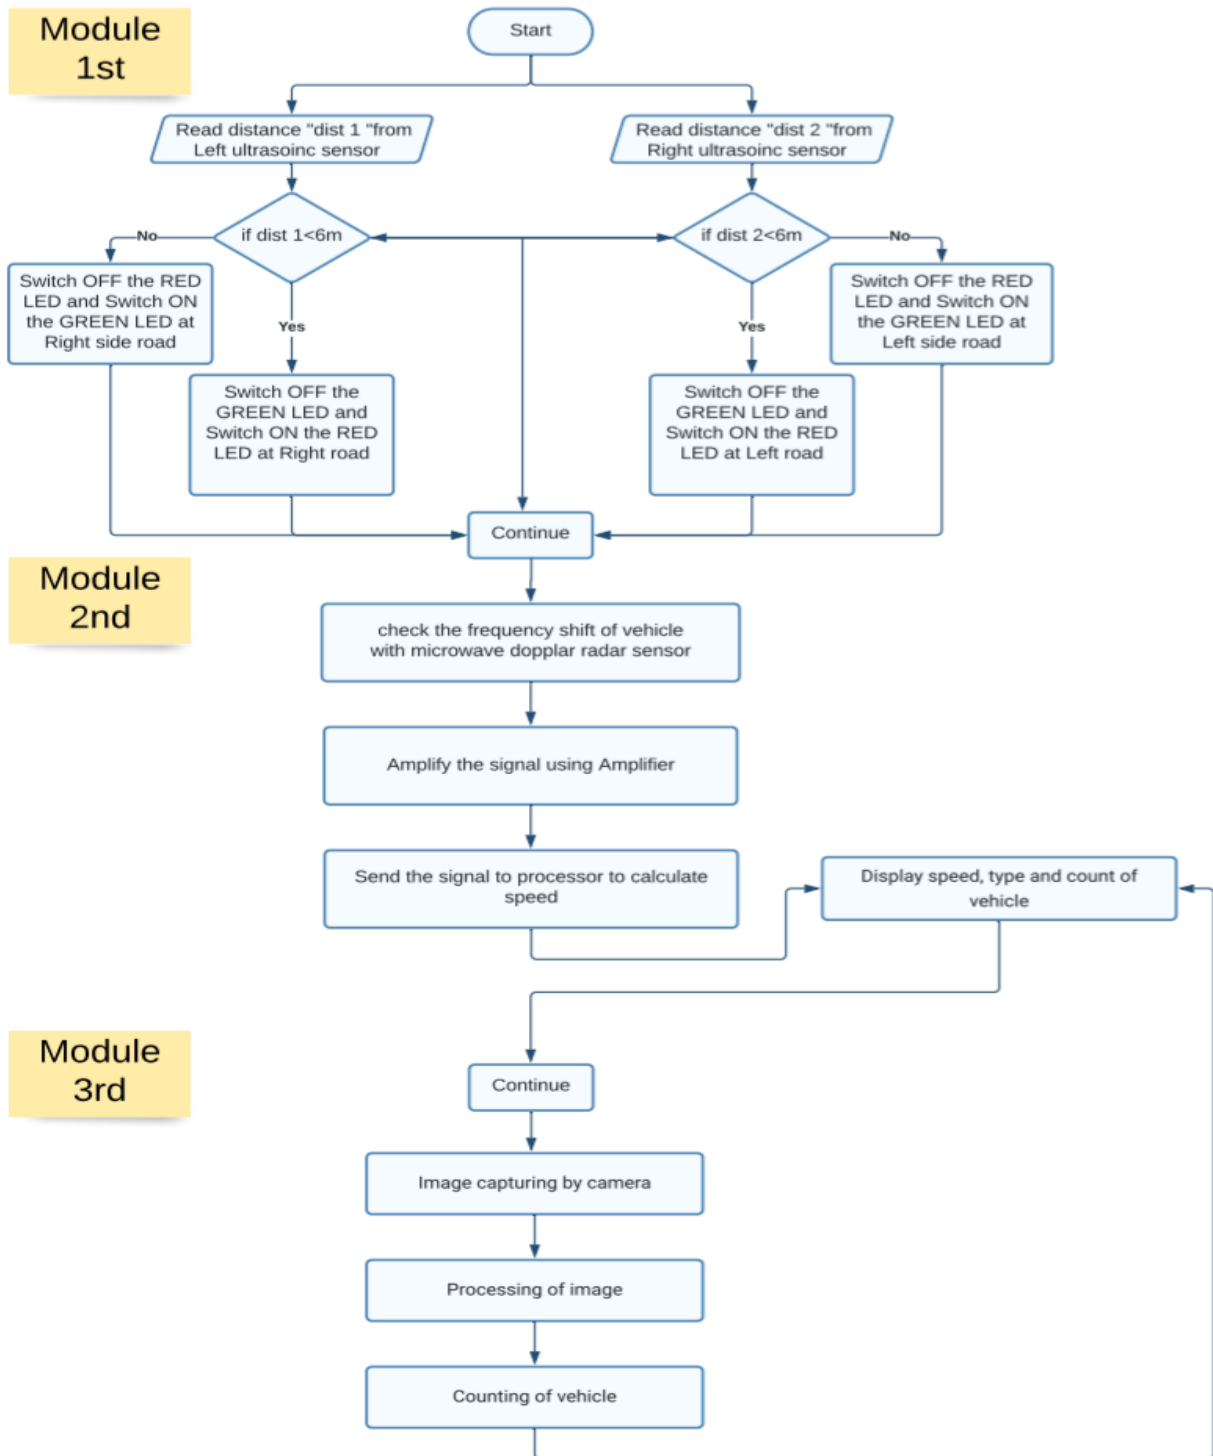 Module
1st
Start
Read distance "dist 1 "from
Left ultrasoinc sensor
Read distance "dist 2 "from
Right ultrasoinc sensor
No
if dist 1<6m
if dist 2<6m
No
Switch OFF the RED
LED and Switch ON
the GREEN LED at
Right side road
Switch OFF the RED
LED and Switch ON
the GREEN LED at
Left side road
Yes
Yes
Switch OFF the
GREEN LED and
Switch ON the RED
LED at Right road
Switch OFF the
GREEN LED and
Switch ON the RED
LED at Left road
Continue
Module
2nd
check the frequency shift of vehicle
with microwave dopplar radar sensor
Amplify the signal using Amplifier
Send the signal to processor to calculate
speed
Display speed, type and count of
vehicle
Module
3rd
Continue
Image capturing by camera
Processing of image
Counting of vehicle